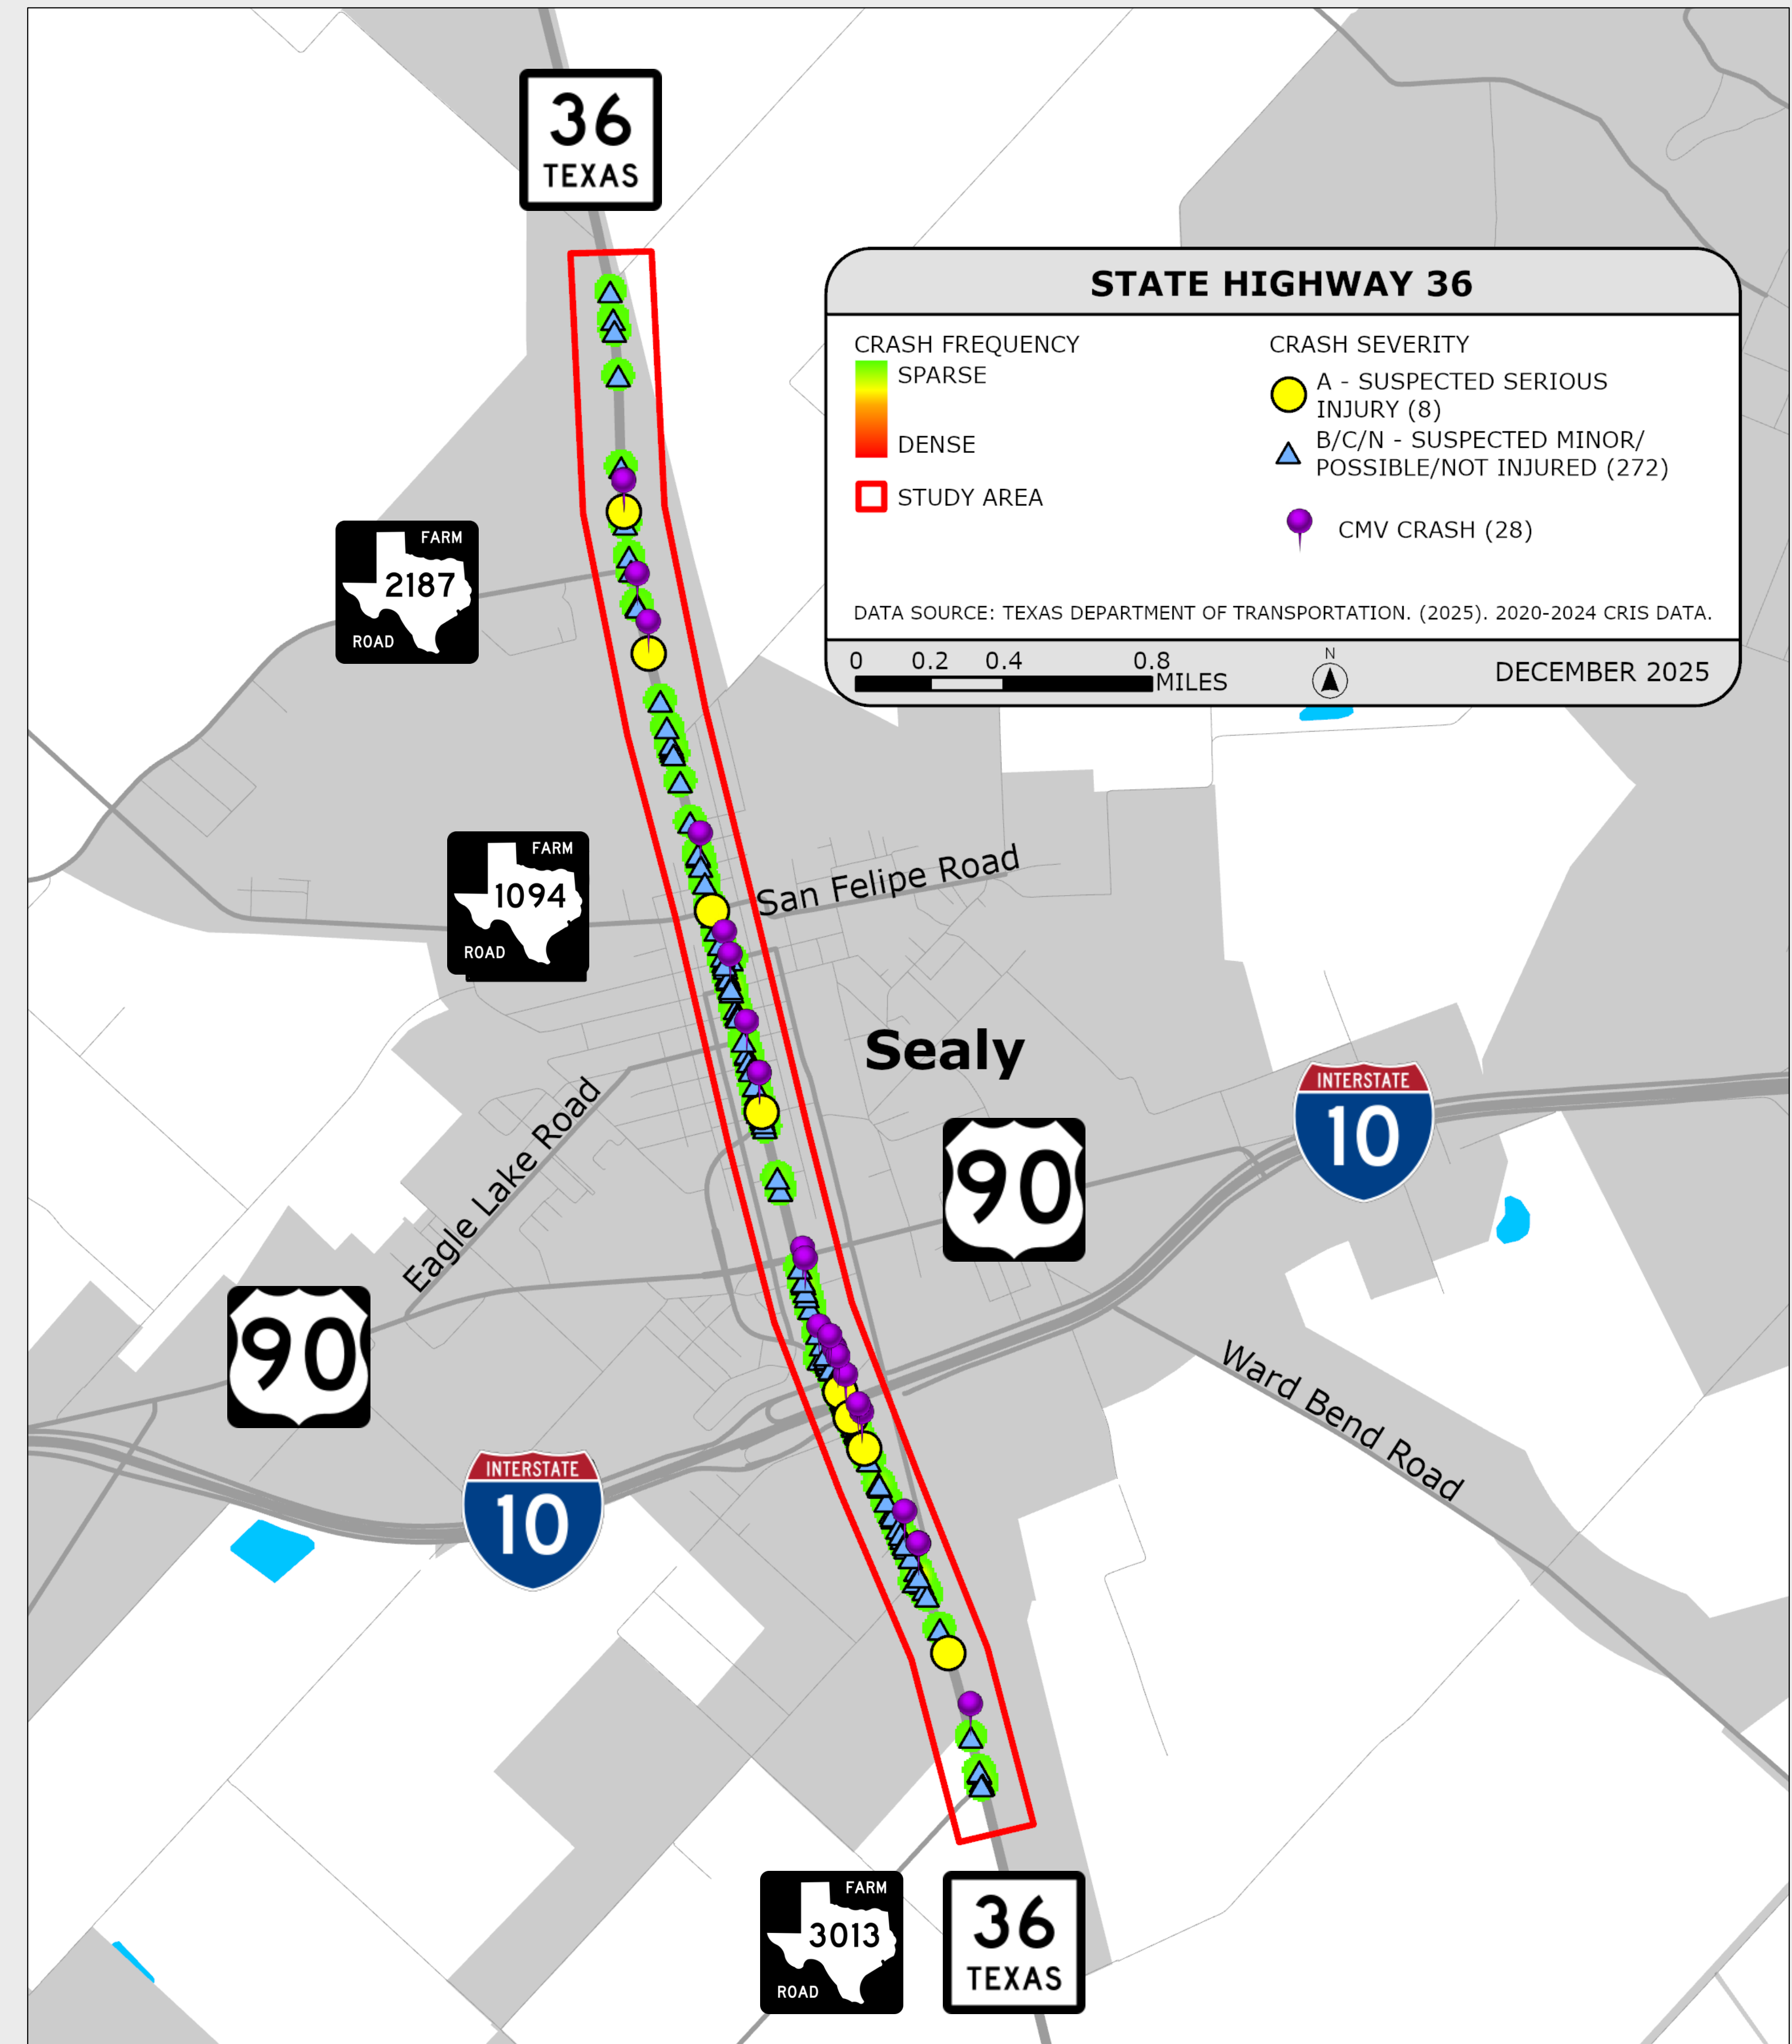 36
TEXAS
STATE HIGHWAY 36
CRASH FREQUENCY
SPARSE
DENSE
STUDY AREA
CRASH SEVERITY
A - SUSPECTED SERIOUS
INJURY (8)
B/C/N - SUSPECTED MINOR/
POSSIBLE/NOT INJURED (272)
CMV CRASH (28)
DATA SOURCE: TEXAS DEPARTMENT OF TRANSPORTATION. (2025). 2020-2024 CRIS DATA.
0 0.2 0.4 0.8
MILES
N
DECEMBER 2025
FARM
2187
ROAD
FARM
1094
ROAD
San Felipe Road
Sealy
Eagle Lake Road
INTERSTATE
10
90
90
Ward Bend Road
INTERSTATE
10
FARM
3013
ROAD
36
TEXAS